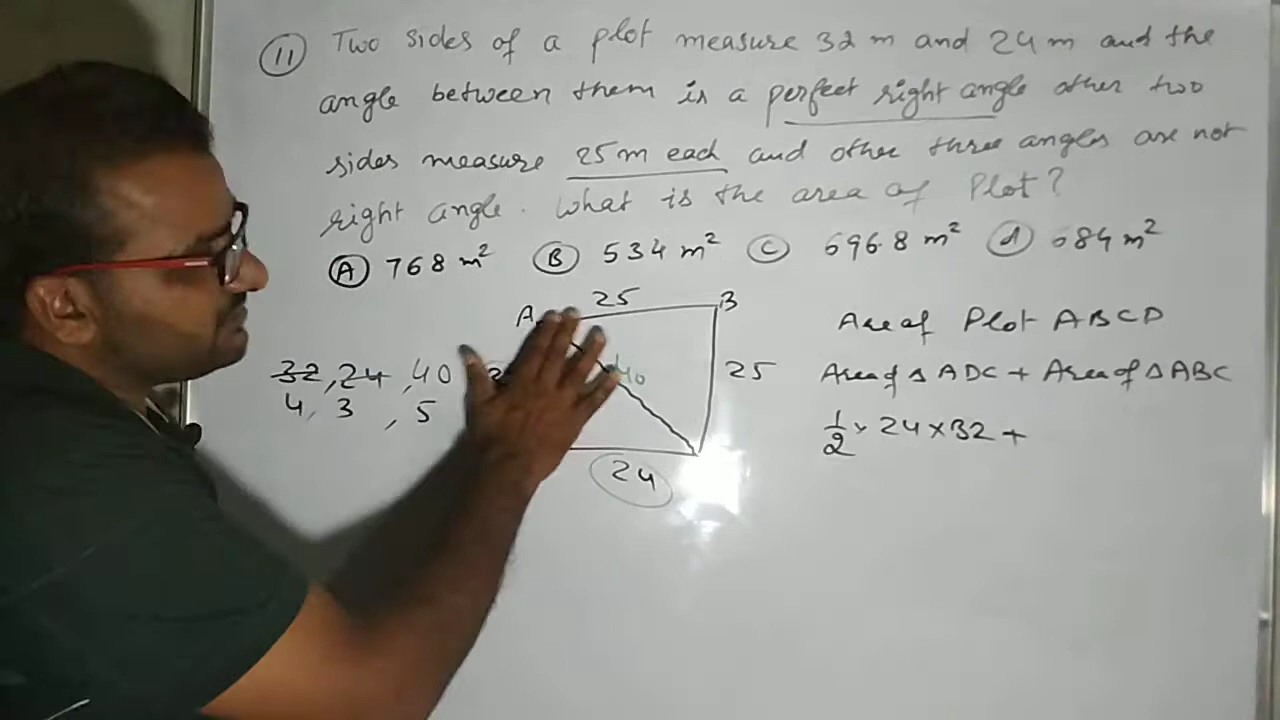 11 Two sides of a plot measure 32 m and 24 m and the
angle between them is a perfect right angle other two
sides measure 25 m each and other three angles are not
right angle. What is the area of Plot?
A 768 m² B 534 m² C 696.8 m² d 684 m²
A 25 B
Area of Plot ABCD
32, 24, 40
40
25
Area of Δ ADC + Area of Δ ABC
4, 3, 5
1/2 × 24 × 32 +
24